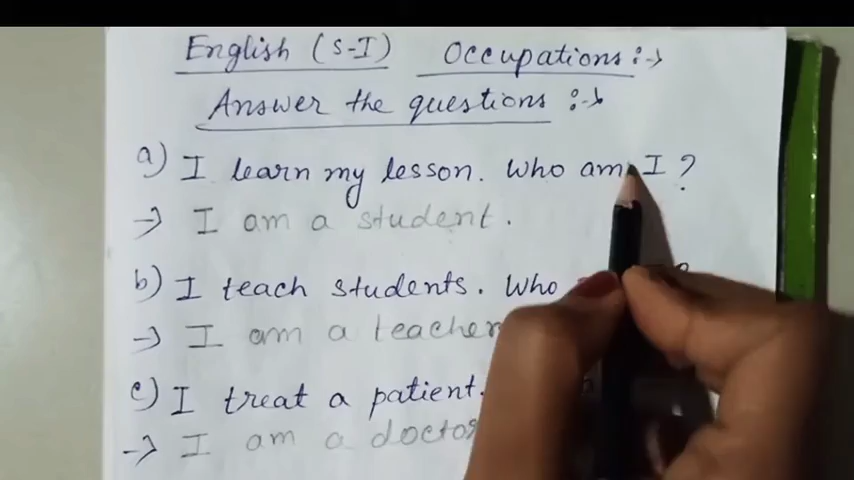 English (S-I) Occupations :->
Answer the questions :->
a) I learn my lesson. Who am I ?
-> I am a student.
b) I teach students. Who ?
-> I am a teacher
c) I treat a patient.
-> I am a doctor